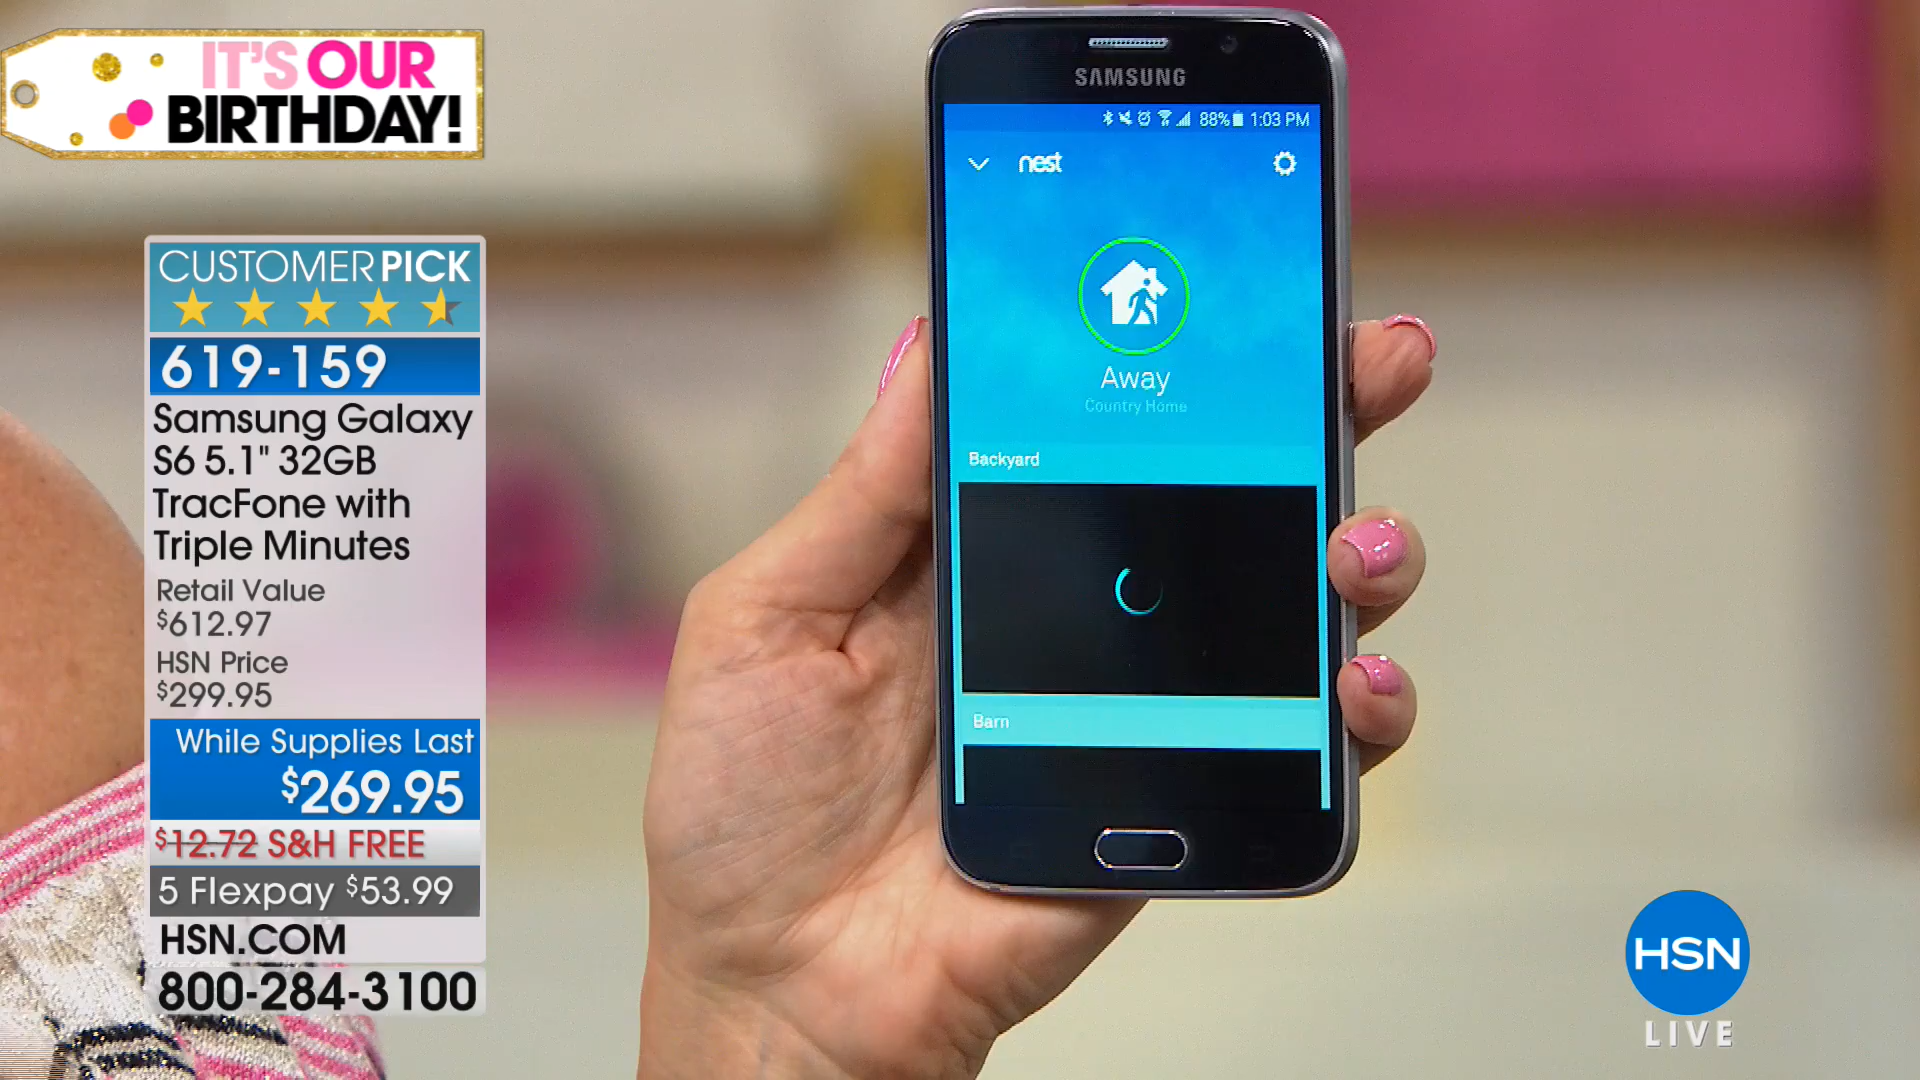 IT'S OUR
BIRTHDAY!
CUSTOMER PICK
619-159
Samsung Galaxy
S6 5.1" 32GB
TracFone with
Triple Minutes
Retail Value
$612.97
HSN Price
$299.95
While Supplies Last
$269.95
$12.72 S&H FREE
5 Flexpay $53.99
HSN.COM
800-284-3100
SAMSUNG
88% 1:03 PM
nest
Away
Country Home
Backyard
Barn
HSN
LIVE